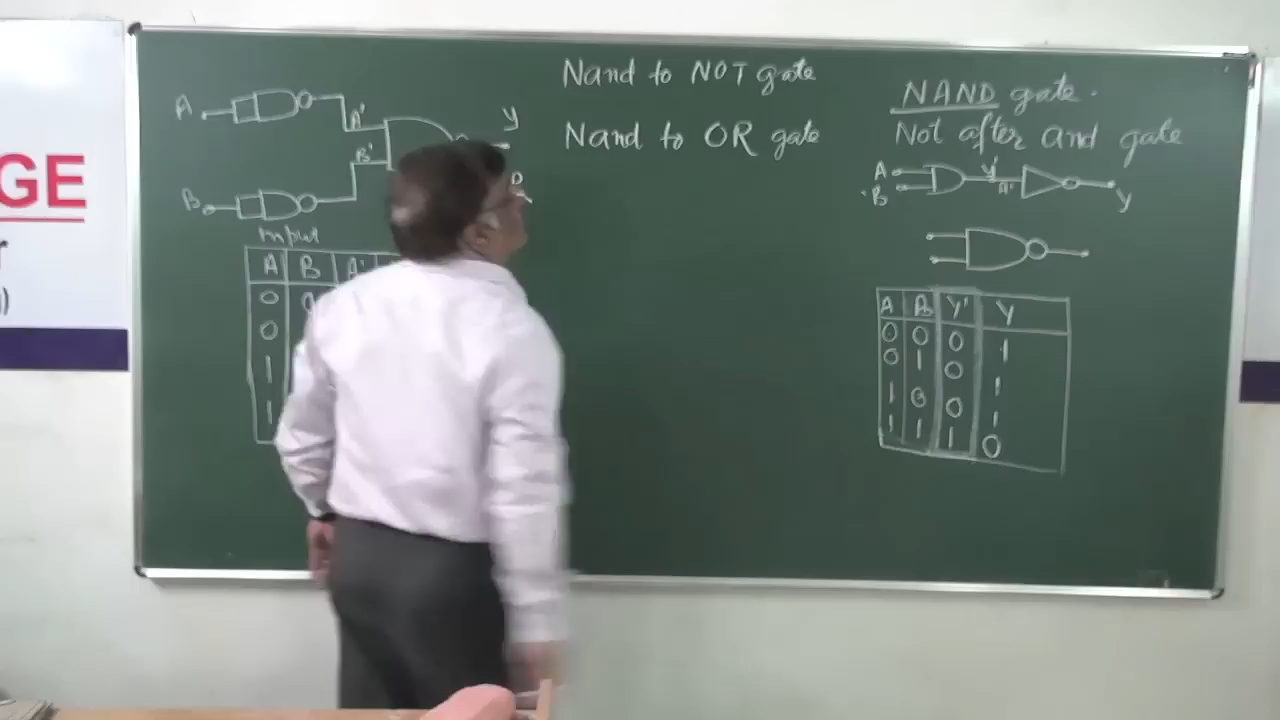 GE
A
A'
B'
Y
B
Input
A B A'
0
0
1
1
Nand to NOT gate
Nand to OR gate
NAND gate.
Not after and gate
A
B
Y'
A'
Y
A B Y' Y
0 0 0 1
0 1 0 1
1 0 0 1
1 1 1 0